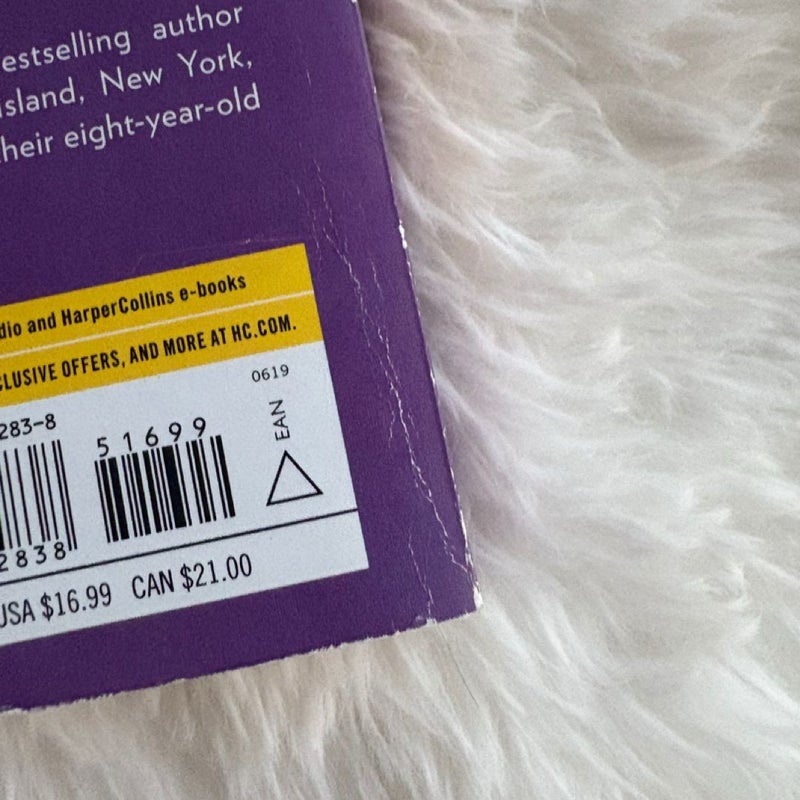 estselling author
island, New York,
their eight-year-old
dio and HarperCollins e-books
CLUSIVE OFFERS, AND MORE AT HC.COM.
0619
283-8
51699
EAN
2838
USA $16.99 CAN $21.00